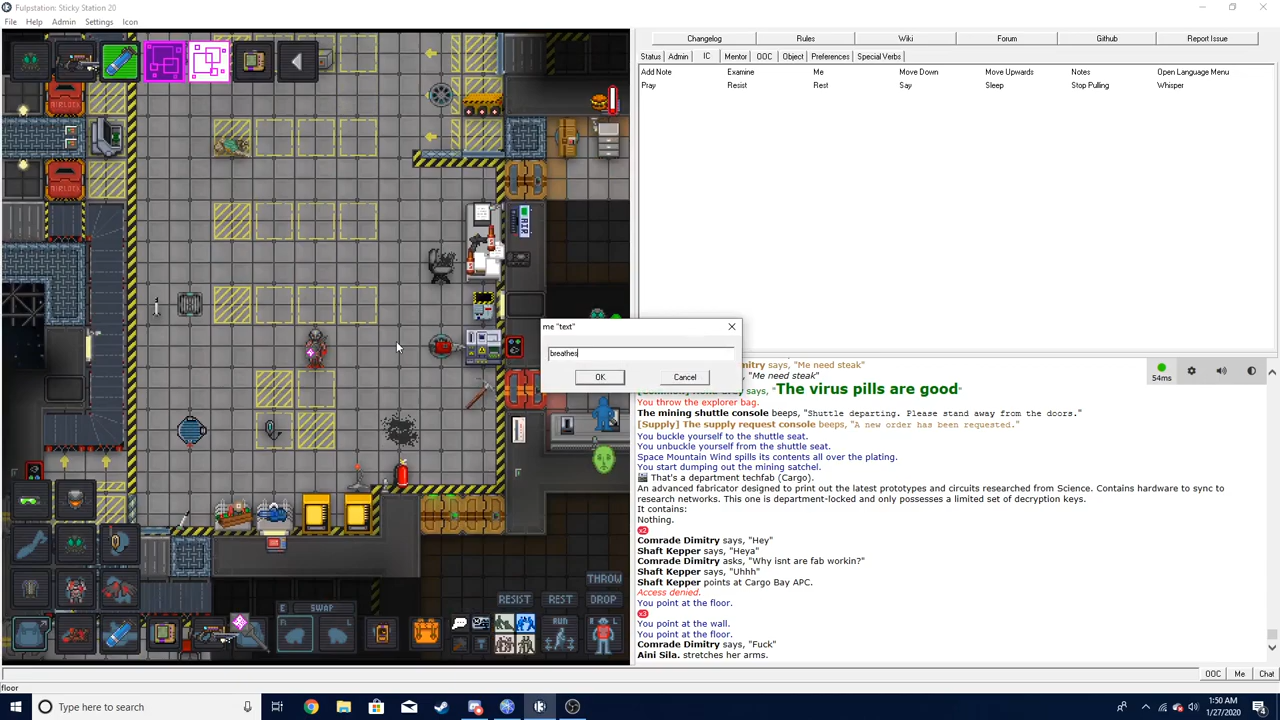 Fulpstation: Sticky Station 20
File Help Admin Settings Icon
Changelog Rules Wiki Forum Github Report Issue
Status Admin IC Mentor OOC Object Preferences Special Verbs
Add Note Examine Me Move Down Move Upwards Notes Open Language Menu
Pray Resist Rest Say Sleep Stop Pulling Whisper
AIRLOCK
AIRLOCK
me "text"
breathes
OK Cancel
says, "Me need steak"
"Me need steak"
says, "The virus pills are good"
You throw the explorer bag.
The mining shuttle console beeps, "Shuttle departing. Please stand away from the doors."
[Supply] The supply request console beeps, "A new order has been requested."
You buckle yourself to the shuttle seat.
You unbuckle yourself from the shuttle seat.
Space Mountain Wind spills its contents all over the plating.
You start dumping out the mining satchel.
That's a department techfab (Cargo).
An advanced fabricator designed to print out the latest prototypes and circuits researched from Science. Contains hardware to sync to
research networks. This one is department-locked and only possesses a limited set of decryption keys.
It contains:
Nothing.
x2
Comrade Dimitry says, "Hey"
Shaft Kepper says, "Heya"
Comrade Dimitry asks, "Why isnt are fab workin?"
Shaft Kepper says, "Uhhh"
Shaft Kepper points at Cargo Bay APC.
Access denied.
You point at the floor.
x3
You point at the wall.
You point at the floor.
Comrade Dimitry says, "Fuck"
Aini Sila. stretches her arms.
54ms
THROW
RESIST REST DROP
E SWAP
R L
RUN
R L
OOC Me Chat
floor
Type here to search
1:50 AM
1/27/2020